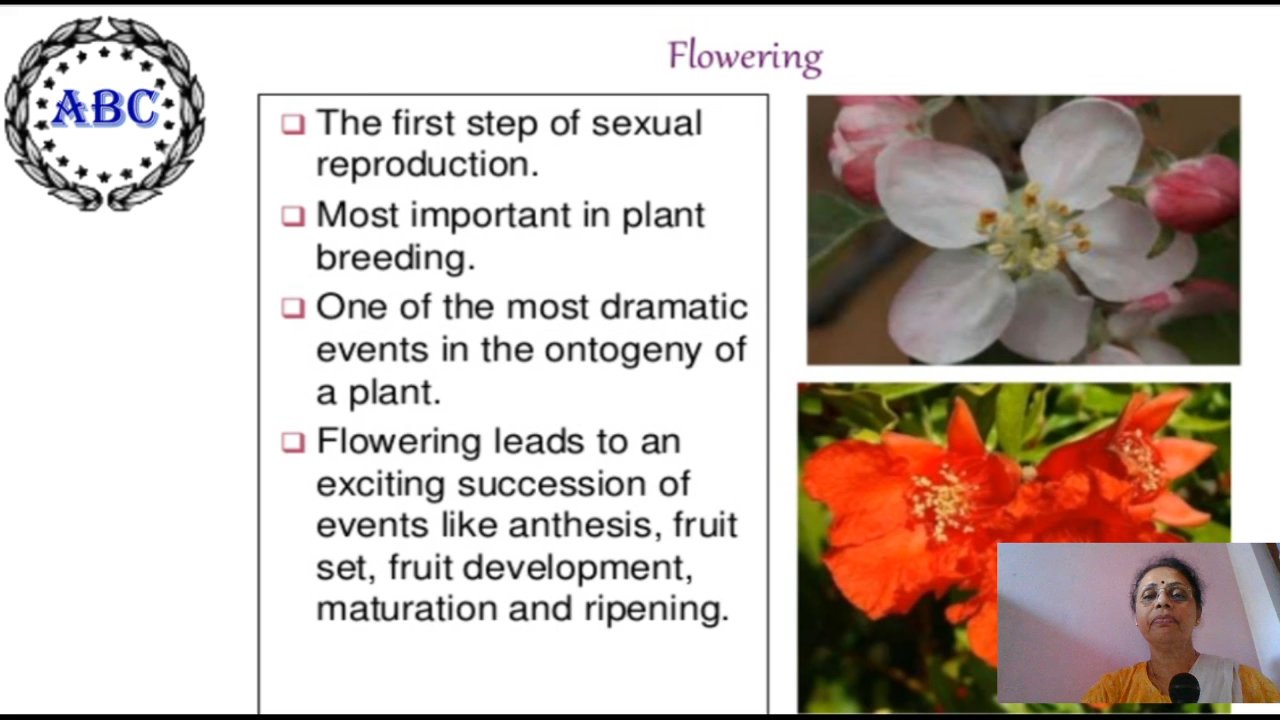 ABC
Flowering
The first step of sexual
reproduction.
Most important in plant
breeding.
One of the most dramatic
events in the ontogeny of
a plant.
Flowering leads to an
exciting succession of
events like anthesis, fruit
set, fruit development,
maturation and ripening.